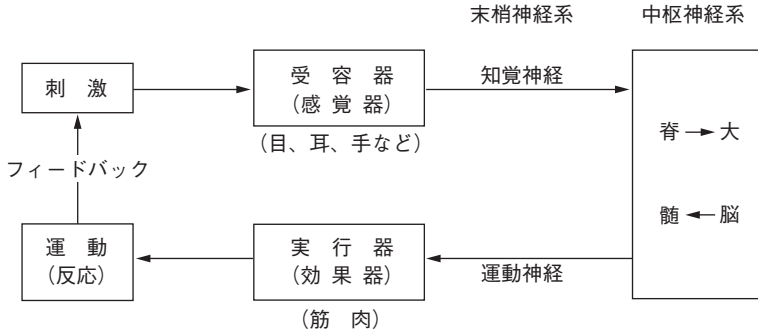 末梢神経系
中枢神経系
刺 激
受 容 器
(感 覚 器)
(目、耳、手など)
知覚神経
脊 大
髄 脳
フィードバック
運 動
(反応)
実 行 器
(効 果 器)
(筋 肉)
運動神経